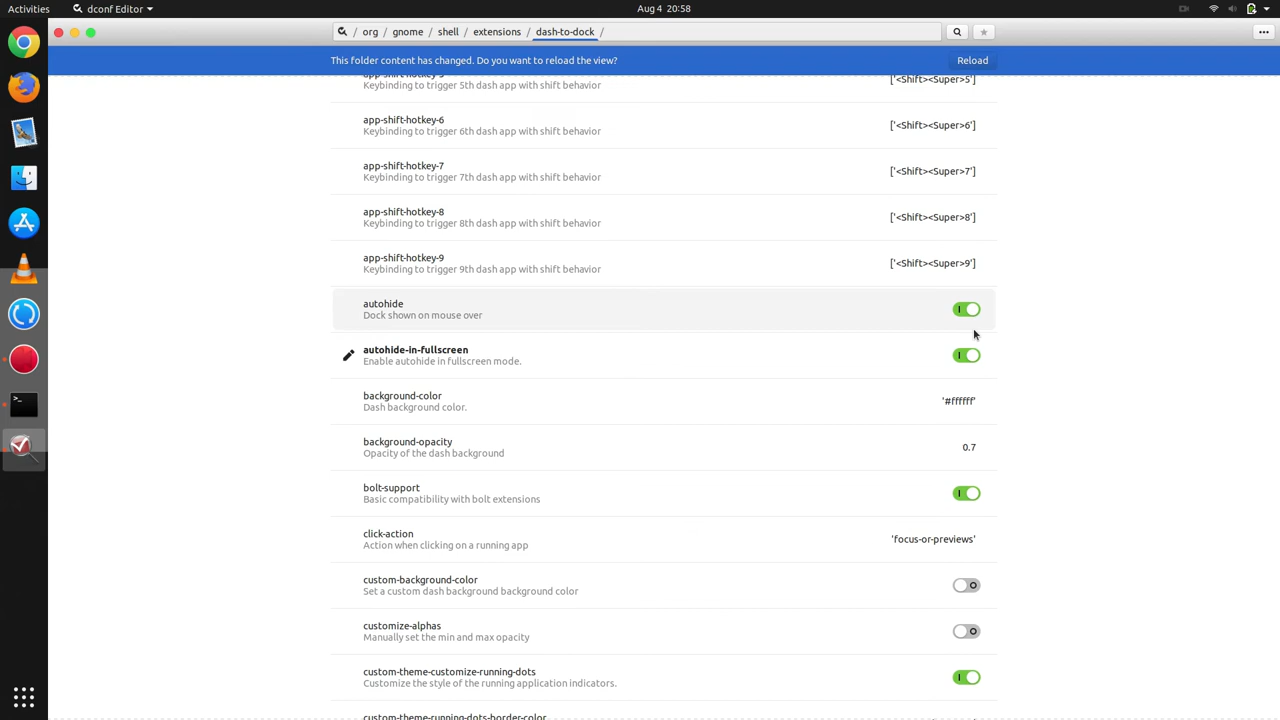 Activities
dconf Editor
Aug 4 20:58
/ org / gnome / shell / extensions / dash-to-dock /
This folder content has changed. Do you want to reload the view?
Reload
app-shift-hotkey-5
['<Shift><Super>5']
Keybinding to trigger 5th dash app with shift behavior
app-shift-hotkey-6
['<Shift><Super>6']
Keybinding to trigger 6th dash app with shift behavior
app-shift-hotkey-7
['<Shift><Super>7']
Keybinding to trigger 7th dash app with shift behavior
app-shift-hotkey-8
['<Shift><Super>8']
Keybinding to trigger 8th dash app with shift behavior
app-shift-hotkey-9
['<Shift><Super>9']
Keybinding to trigger 9th dash app with shift behavior
autohide
Dock shown on mouse over
autohide-in-fullscreen
Enable autohide in fullscreen mode.
background-color
'#ffffff'
Dash background color.
background-opacity
0.7
Opacity of the dash background
bolt-support
Basic compatibility with bolt extensions
click-action
'focus-or-previews'
Action when clicking on a running app
custom-background-color
Set a custom dash background background color
customize-alphas
Manually set the min and max opacity
custom-theme-customize-running-dots
Customize the style of the running application indicators.
custom-theme-running-dots-border-color